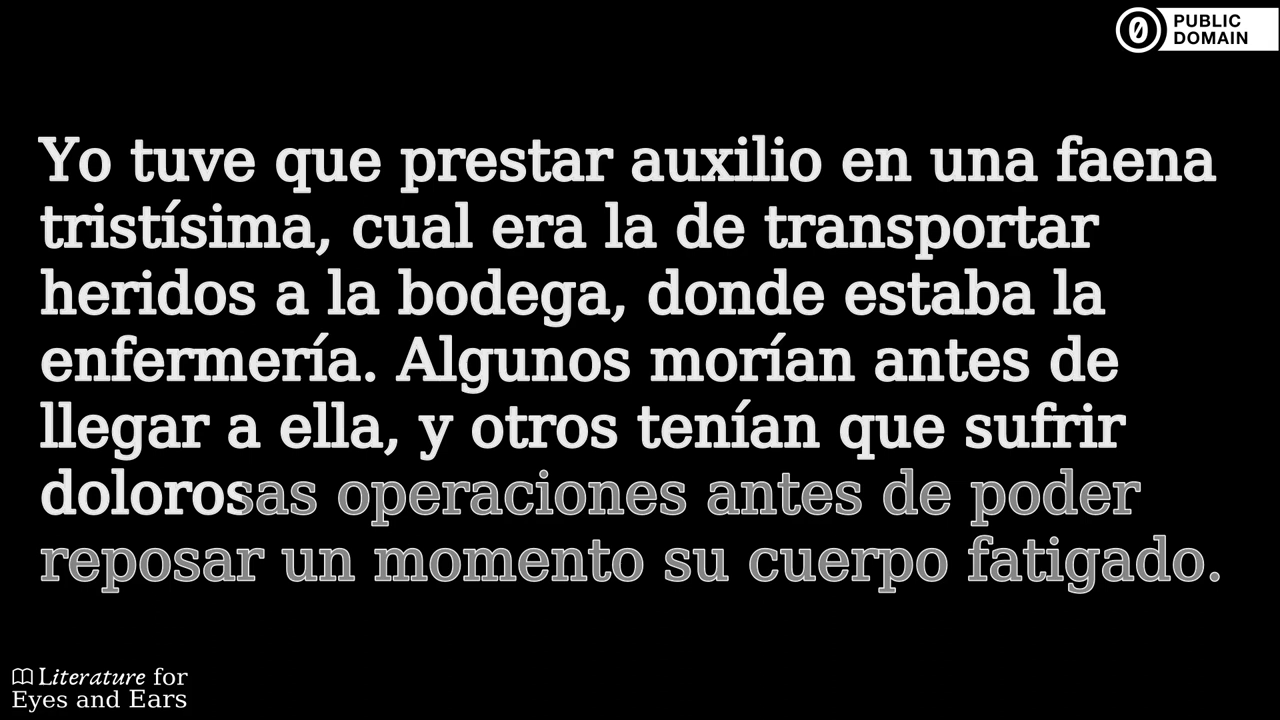 PUBLIC
DOMAIN
Yo tuve que prestar auxilio en una faena
tristísima, cual era la de transportar
heridos a la bodega, donde estaba la
enfermería. Algunos morían antes de
llegar a ella, y otros tenían que sufrir
dolorosas operaciones antes de poder
reposar un momento su cuerpo fatigado.
Literature for
Eyes and Ears